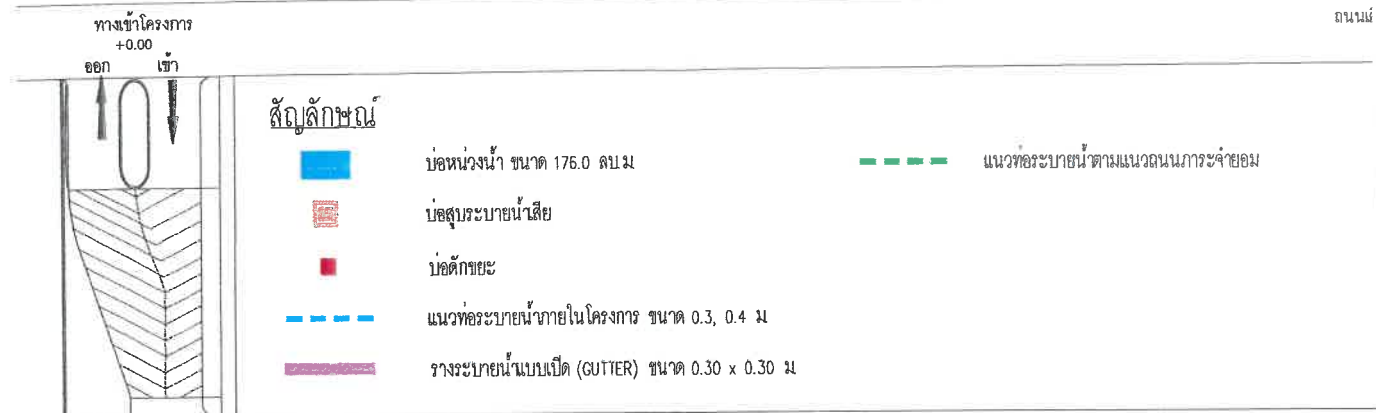 ทางเข้าโครงการ
+0.00
ออก เข้า
สัญลักษณ์
บ่อหน่วงน้ำ ขนาด 176.0 ลบ.ม
บ่อสูบระบายน้ำเสีย
บ่อดักขยะ
แนวท่อระบายน้ำภายในโครงการ ขนาด 0.3, 0.4 ม.
รางระบายน้ำแบบเปิด (GUTTER) ขนาด 0.30 x 0.30 ม.
แนวท่อระบายน้ำตามแนวถนนภาระจำยอม